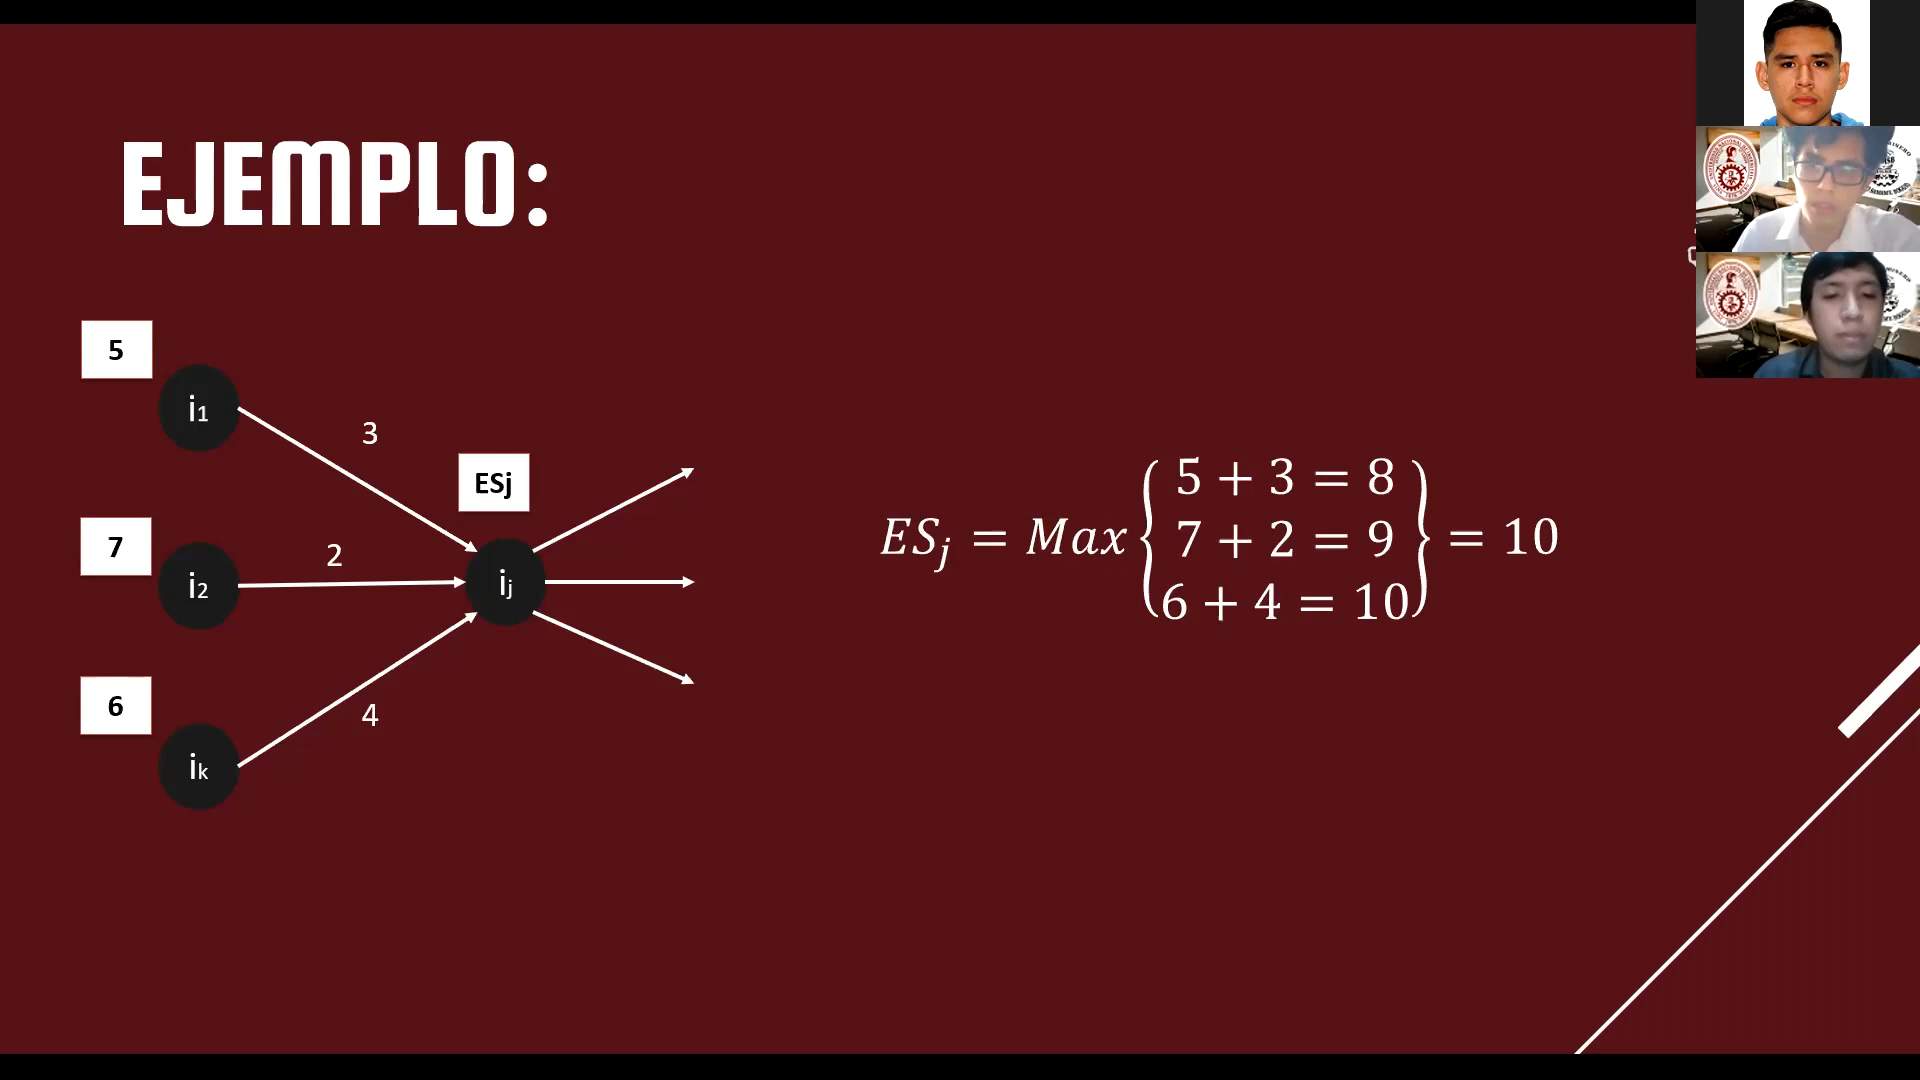 EJEMPLO:
5
i1
3
ESj
7
i2
2
ij
6
ik
4
ESj = Max { 5 + 3 = 8
7 + 2 = 9
6 + 4 = 10 } = 10